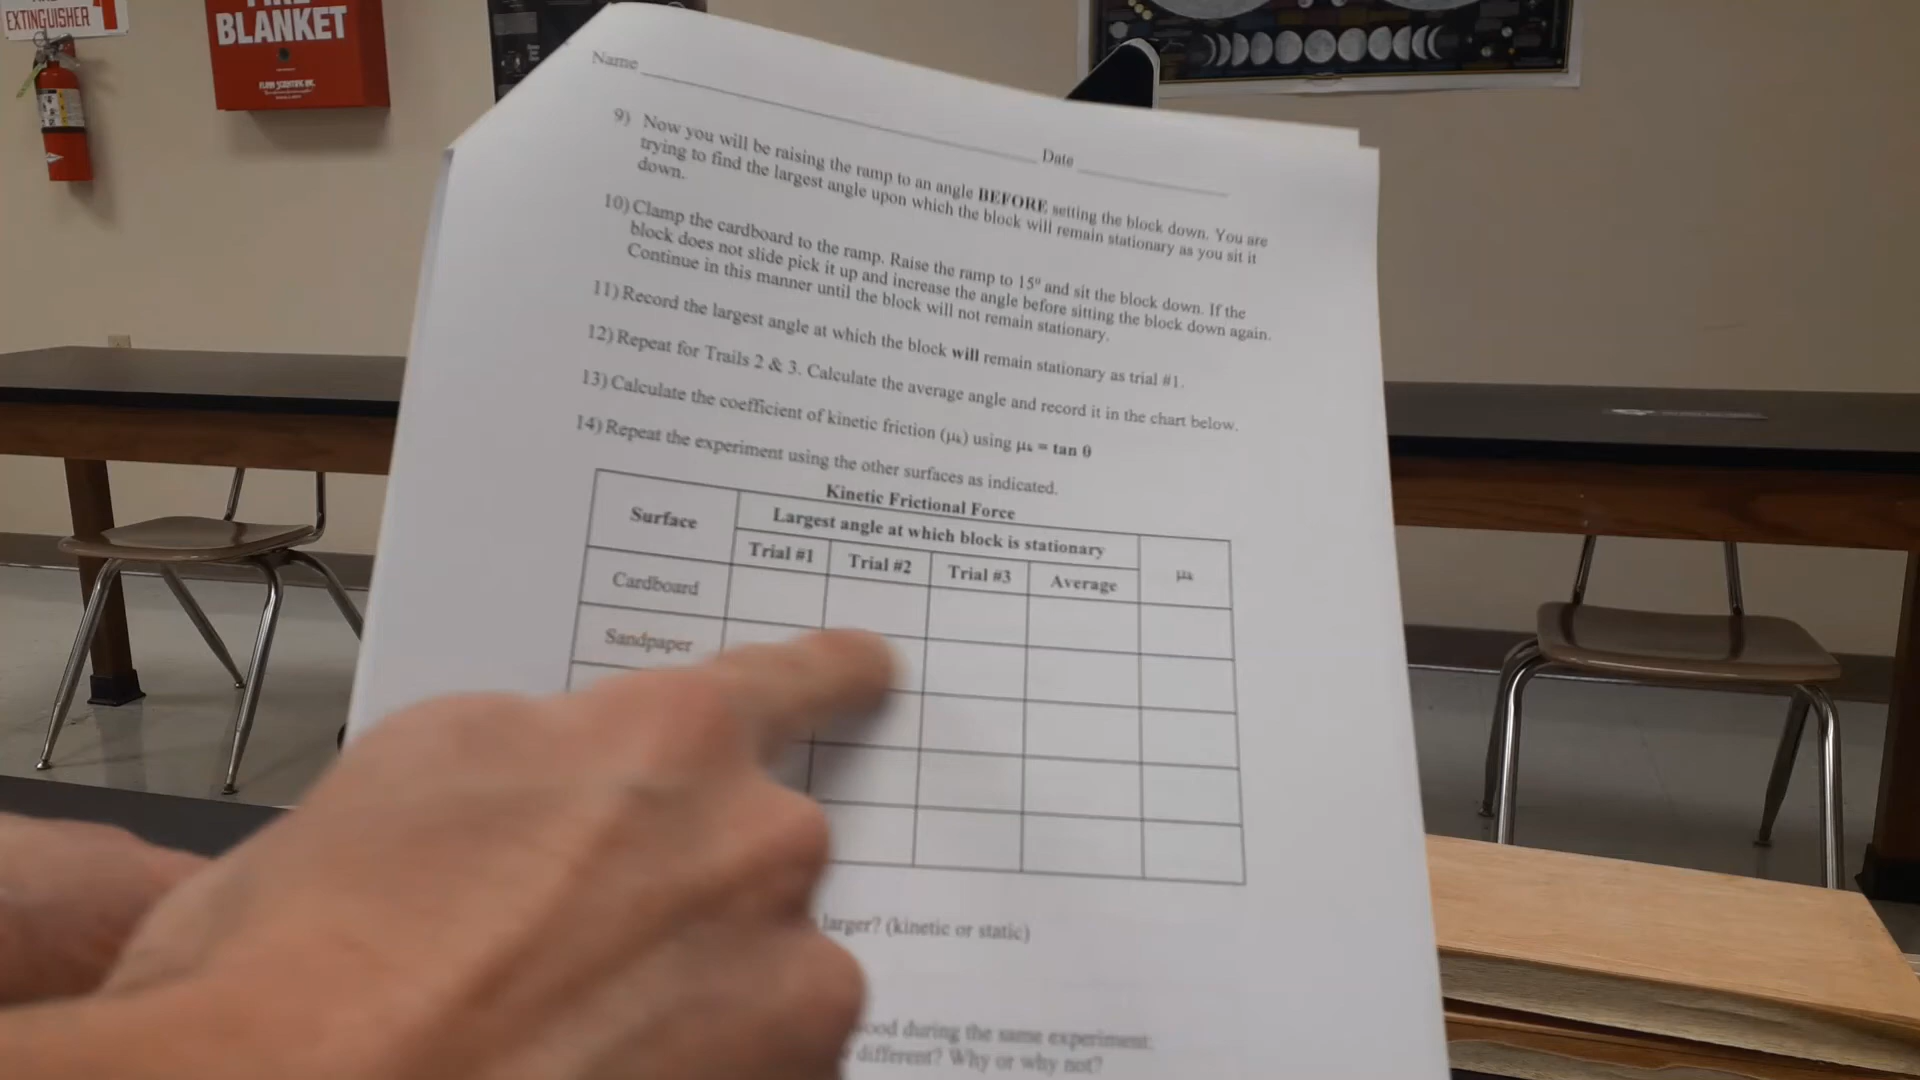 EXTINGUISHER
BLANKET
Name
Date
9) Now you will be raising the ramp to an angle BEFORE setting the block down. You are
trying to find the largest angle upon which the block will remain stationary as you sit it
down.
10) Clamp the cardboard to the ramp. Raise the ramp to 15° and sit the block down. If the
block does not slide pick it up and increase the angle before sitting the block down again.
Continue in this manner until the block will not remain stationary.
11) Record the largest angle at which the block will remain stationary as trial #1.
12) Repeat for Trails 2 & 3. Calculate the average angle and record it in the chart below.
13) Calculate the coefficient of kinetic friction (μk) using μk = tan θ
14) Repeat the experiment using the other surfaces as indicated.
Kinetic Frictional Force
Surface
Largest angle at which block is stationary
μk
Trial #1
Trial #2
Trial #3
Average
Cardboard
Sandpaper
larger? (kinetic or static)
during the same experiment.
different? Why or why not?